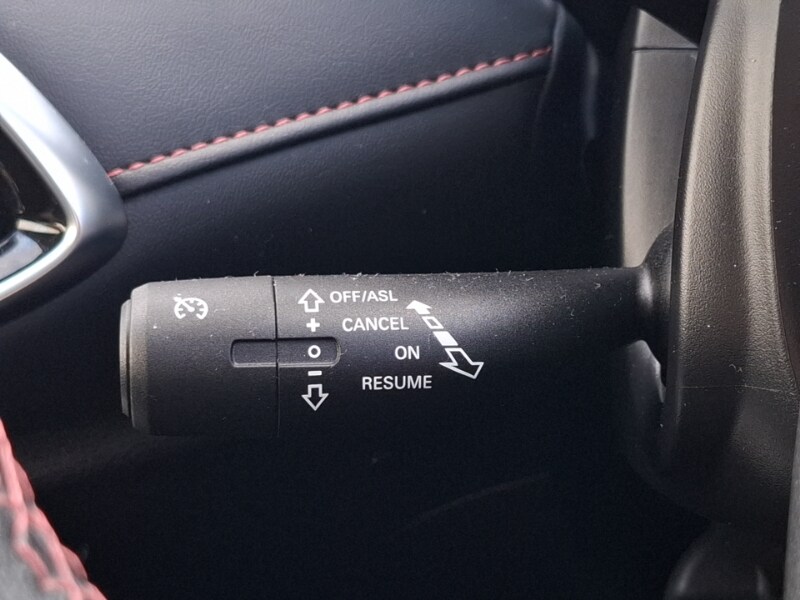 OFF/ASL
+ CANCEL
O ON
−
RESUME